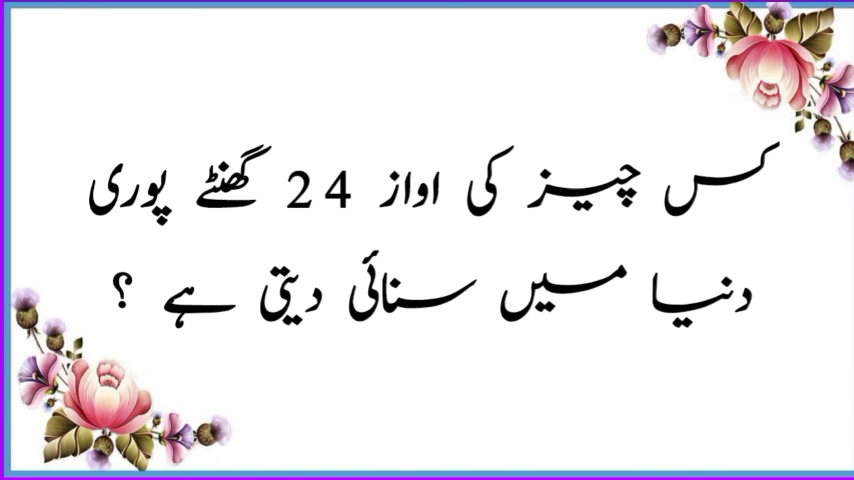 کس چیز کی اواز 24 گھنٹے پوری
دنیا میں سنائی دیتی ہے ؟